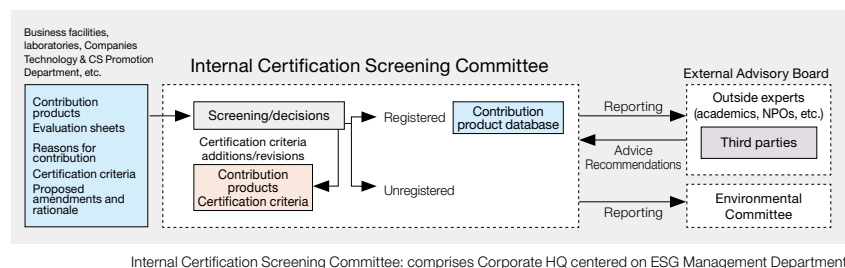 Business facilities,
laboratories, Companies
Technology & CS Promotion
Department, etc.
Contribution
products
Evaluation sheets
Reasons for
contribution
Certification criteria
Proposed
amendments and
rationale
Internal Certification Screening Committee
Screening/decisions
Certification criteria
additions/revisions
Contribution
products
Certification criteria
Registered
Unregistered
Contribution
product database
Reporting
Advice
Recommendations
Reporting
External Advisory Board
Outside experts
(academics, NPOs, etc.)
Third parties
Environmental
Committee
Internal Certification Screening Committee: comprises Corporate HQ centered on ESG Management Department